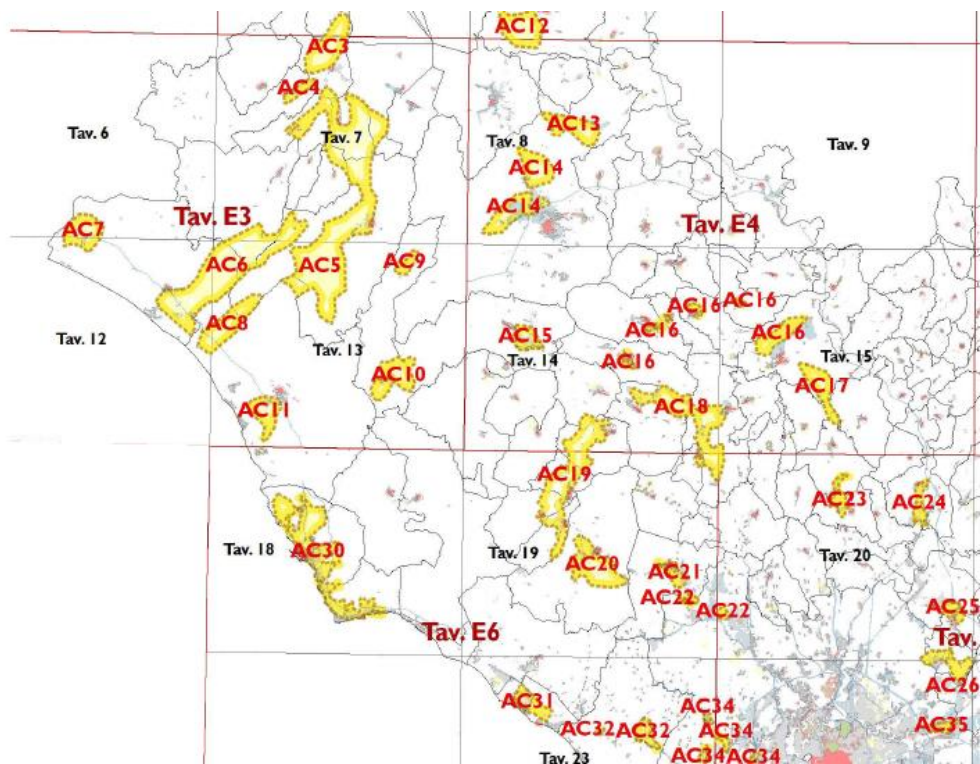 AC12
AC3
AC4
Tav. 6
Tav. 7
AC13
Tav. 8
Tav. 9
AC14
AC14
Tav. E3
Tav. E4
AC7
AC6
AC5
AC9
AC16
AC16
AC8
AC16
AC16
AC15
Tav. 12
Tav. 13
Tav. 14
AC16
Tav. 15
AC10
AC17
AC11
AC18
AC19
AC23
AC24
AC30
Tav. 18
Tav. 19
Tav. 20
AC20
AC21
AC22
AC22
AC25
Tav. E6
Tav.
AC26
AC31
AC34
AC32
AC32
AC34
AC35
AC34
AC34
Tav. 23